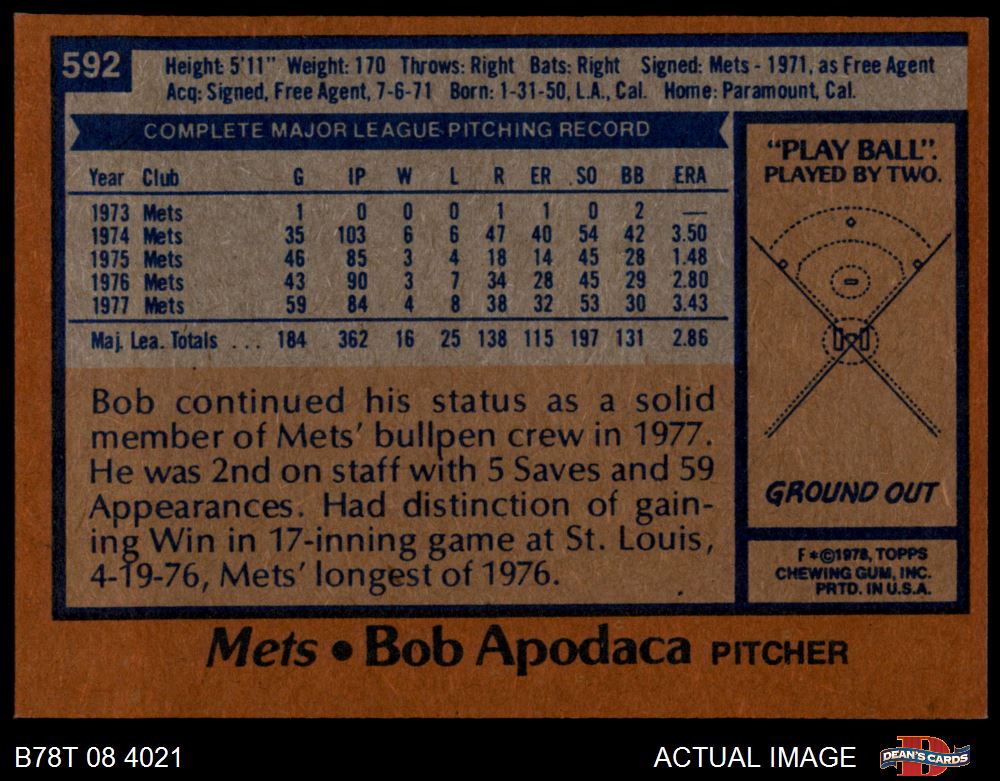 592
Height: 5'11" Weight: 170 Throws: Right Bats: Right Signed: Mets - 1971, as Free Agent
Acq: Signed, Free Agent, 7-6-71 Born: 1-31-50, L.A., Cal. Home: Paramount, Cal.
COMPLETE MAJOR LEAGUE PITCHING RECORD
Year Club G IP W L R ER SO BB ERA
1973 Mets 1 0 0 0 1 1 0 2 —
1974 Mets 35 103 6 6 47 40 54 42 3.50
1975 Mets 46 85 3 4 18 14 45 28 1.48
1976 Mets 43 90 3 7 34 28 45 29 2.80
1977 Mets 59 84 4 8 38 32 53 30 3.43
Maj. Lea. Totals ... 184 362 16 25 138 115 197 131 2.86
Bob continued his status as a solid
member of Mets' bullpen crew in 1977.
He was 2nd on staff with 5 Saves and 59
Appearances. Had distinction of gain-
ing Win in 17-inning game at St. Louis,
4-19-76, Mets' longest of 1976.
"PLAY BALL".
PLAYED BY TWO.
GROUND OUT
F *©1978, TOPPS
CHEWING GUM, INC.
PRTD. IN U.S.A.
Mets • Bob Apodaca PITCHER
B78T 08 4021
ACTUAL IMAGE
DEAN'S CARDS